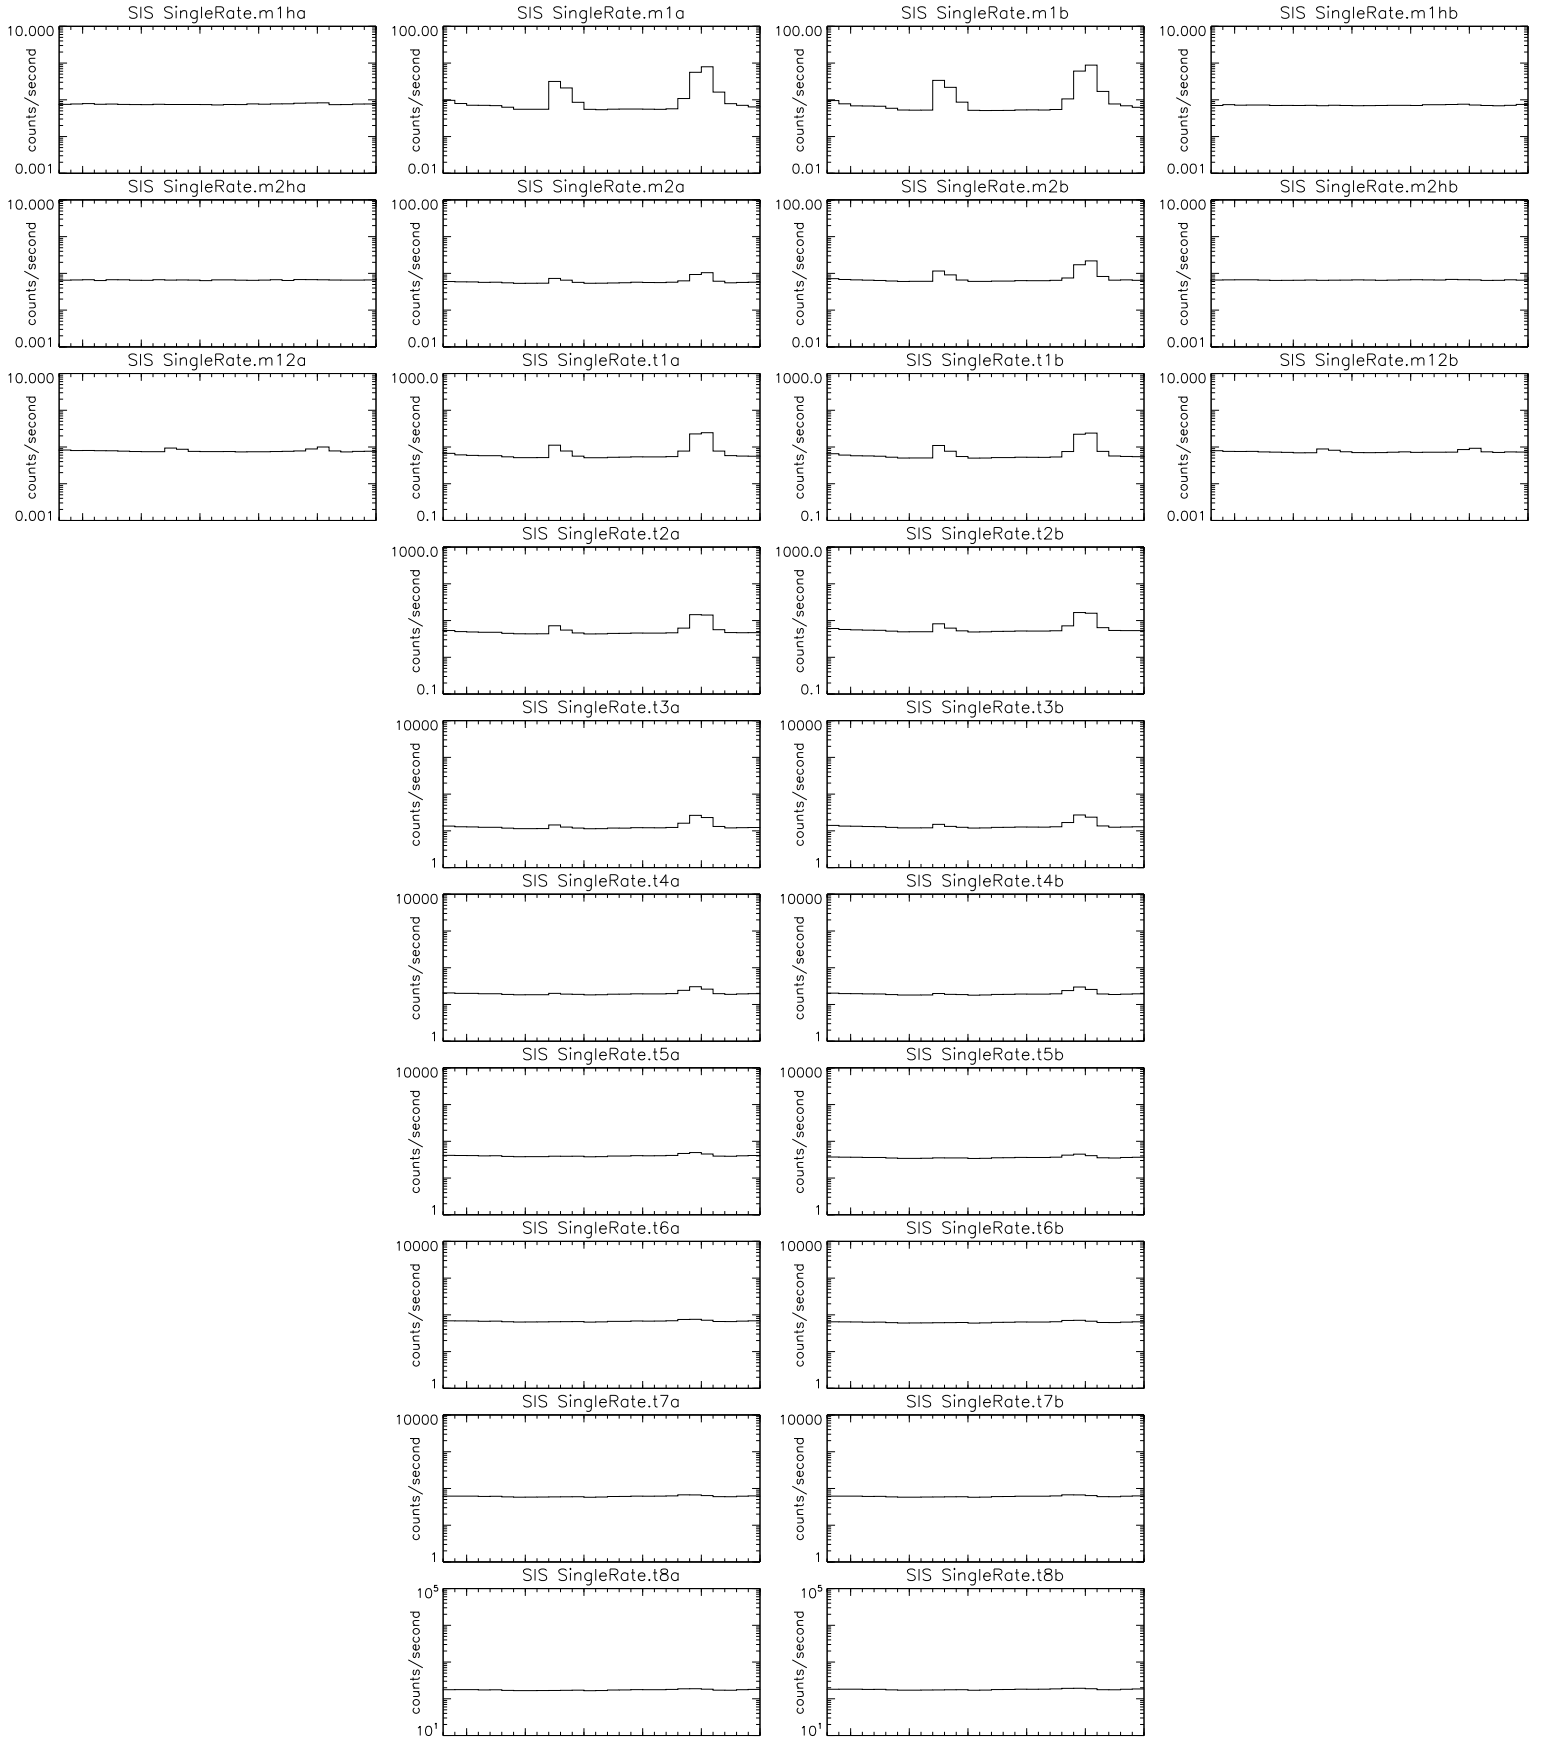 SIS SingleRate.m1ha
10.000
counts/second
0.001
SIS SingleRate.m1a
100.00
counts/second
0.01
SIS SingleRate.m1b
100.00
counts/second
0.01
SIS SingleRate.m1hb
10.000
counts/second
0.001
SIS SingleRate.m2ha
10.000
counts/second
0.001
SIS SingleRate.m2a
100.00
counts/second
0.01
SIS SingleRate.m2b
100.00
counts/second
0.01
SIS SingleRate.m2hb
10.000
counts/second
0.001
SIS SingleRate.m12a
10.000
counts/second
0.001
SIS SingleRate.t1a
1000.0
counts/second
0.1
SIS SingleRate.t1b
1000.0
counts/second
0.1
SIS SingleRate.m12b
10.000
counts/second
0.001
SIS SingleRate.t2a
1000.0
counts/second
0.1
SIS SingleRate.t2b
1000.0
counts/second
0.1
SIS SingleRate.t3a
10000
counts/second
1
SIS SingleRate.t3b
10000
counts/second
1
SIS SingleRate.t4a
10000
counts/second
1
SIS SingleRate.t4b
10000
counts/second
1
SIS SingleRate.t5a
10000
counts/second
1
SIS SingleRate.t5b
10000
counts/second
1
SIS SingleRate.t6a
10000
counts/second
1
SIS SingleRate.t6b
10000
counts/second
1
SIS SingleRate.t7a
10000
counts/second
1
SIS SingleRate.t7b
10000
counts/second
1
SIS SingleRate.t8a
10⁵
counts/second
10¹
SIS SingleRate.t8b
10⁵
counts/second
10¹